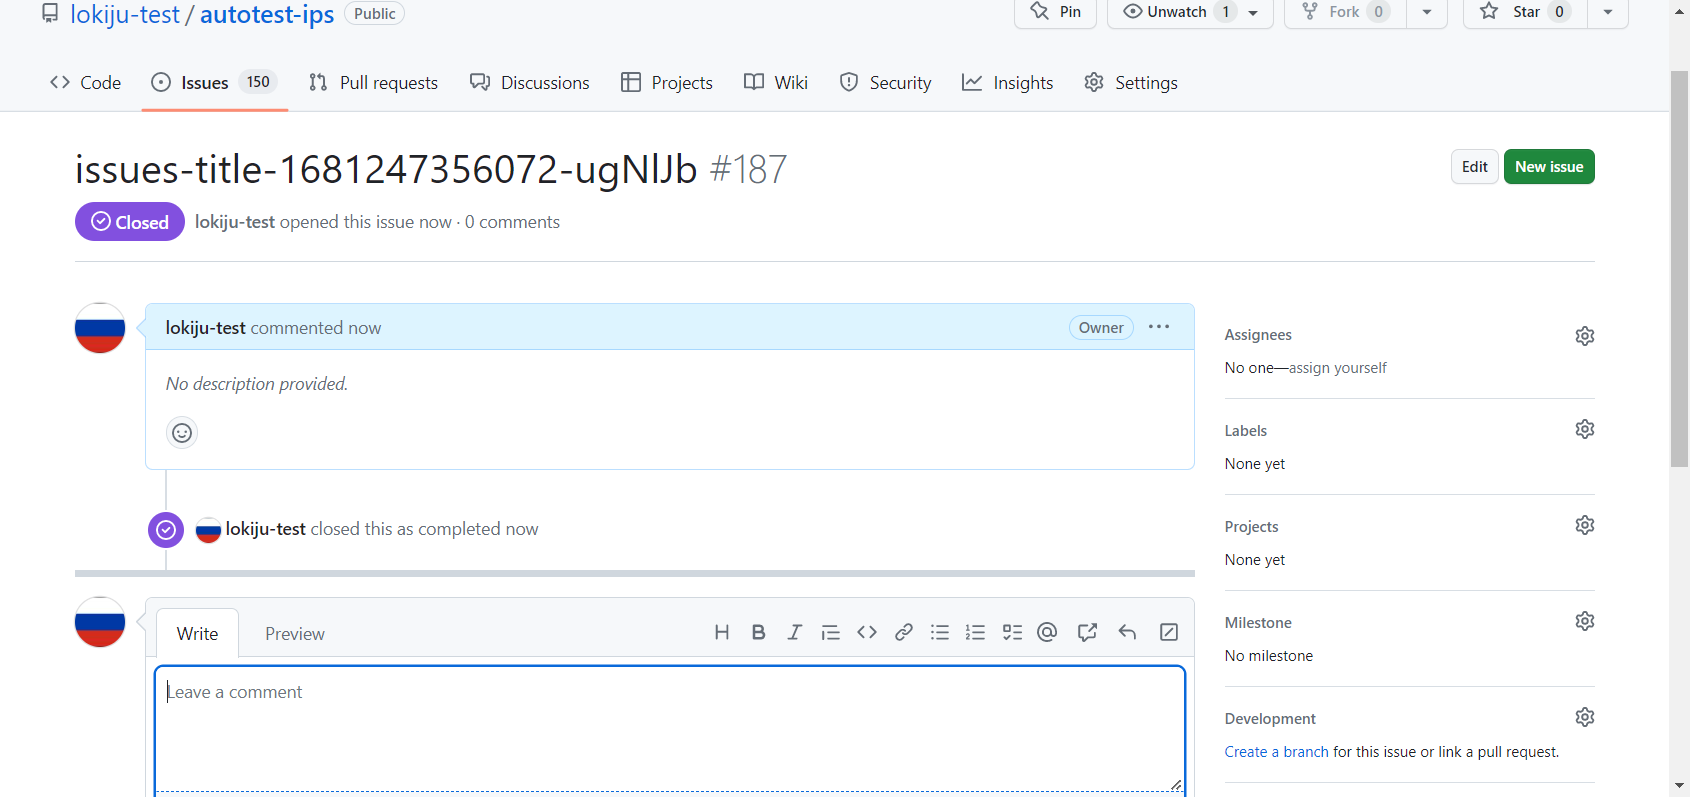 lokiju-test / autotest-ips Public Pin Unwatch 1 Fork 0 Star 0
Code Issues 150 Pull requests Discussions Projects Wiki Security Insights Settings
issues-title-1681247356072-ugNlJb #187
Edit New issue
Closed lokiju-test opened this issue now · 0 comments
lokiju-test commented now Owner
No description provided.
lokiju-test closed this as completed now
Write Preview
Leave a comment
Assignees
No one—assign yourself
Labels
None yet
Projects
None yet
Milestone
No milestone
Development
Create a branch for this issue or link a pull request.